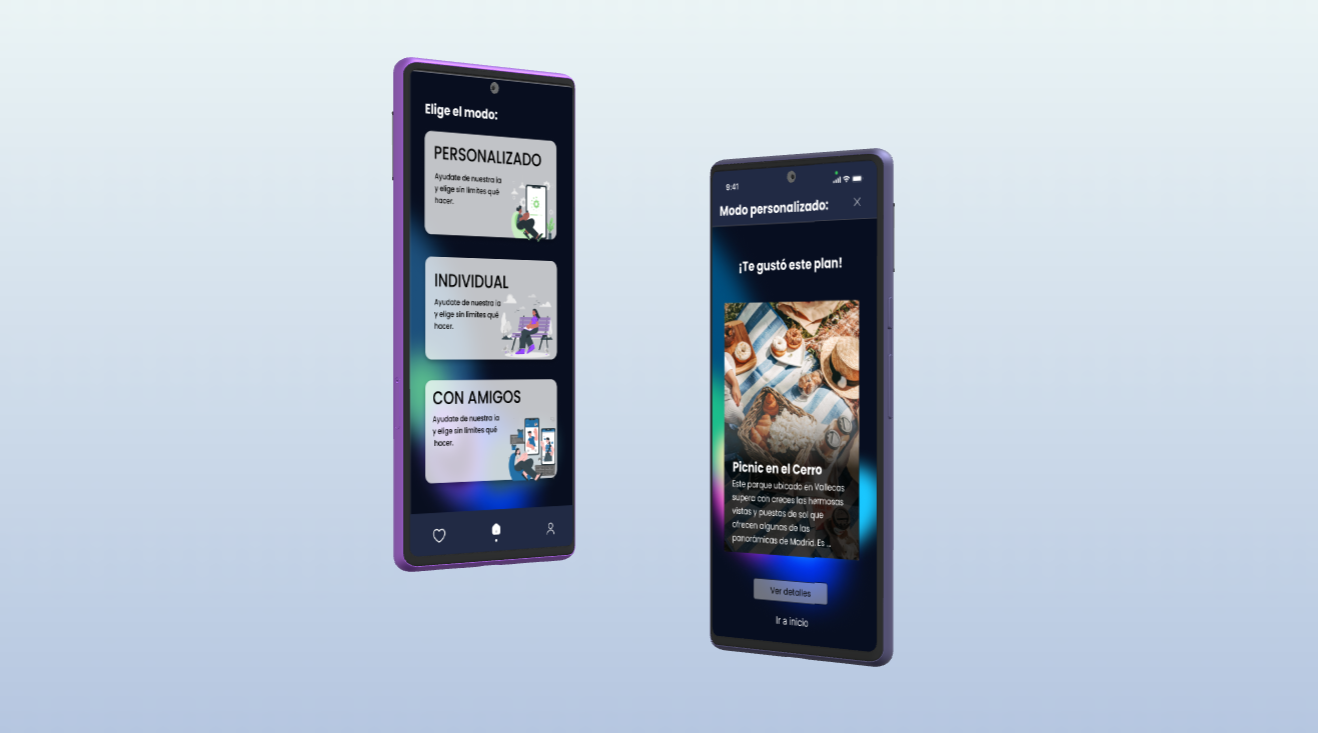 Elige el modo:
PERSONALIZADO
Ayudate de nuestra ia
y elige sin limites qué
hacer.
INDIVIDUAL
Ayudate de nuestra ia
y elige sin limites qué
hacer.
CON AMIGOS
Ayudate de nuestra ia
y elige sin limites qué
hacer.
9:41
Modo personalizado:
¡Te gustó este plan!
Picnic en el Cerro
Este parque ubicado en Vallecas
supera con creces las hermosas
vistas y puestas de sol que
ofrecen algunas de las
panorámicas de Madrid. Es ...
Ver detalles
Ir a inicio